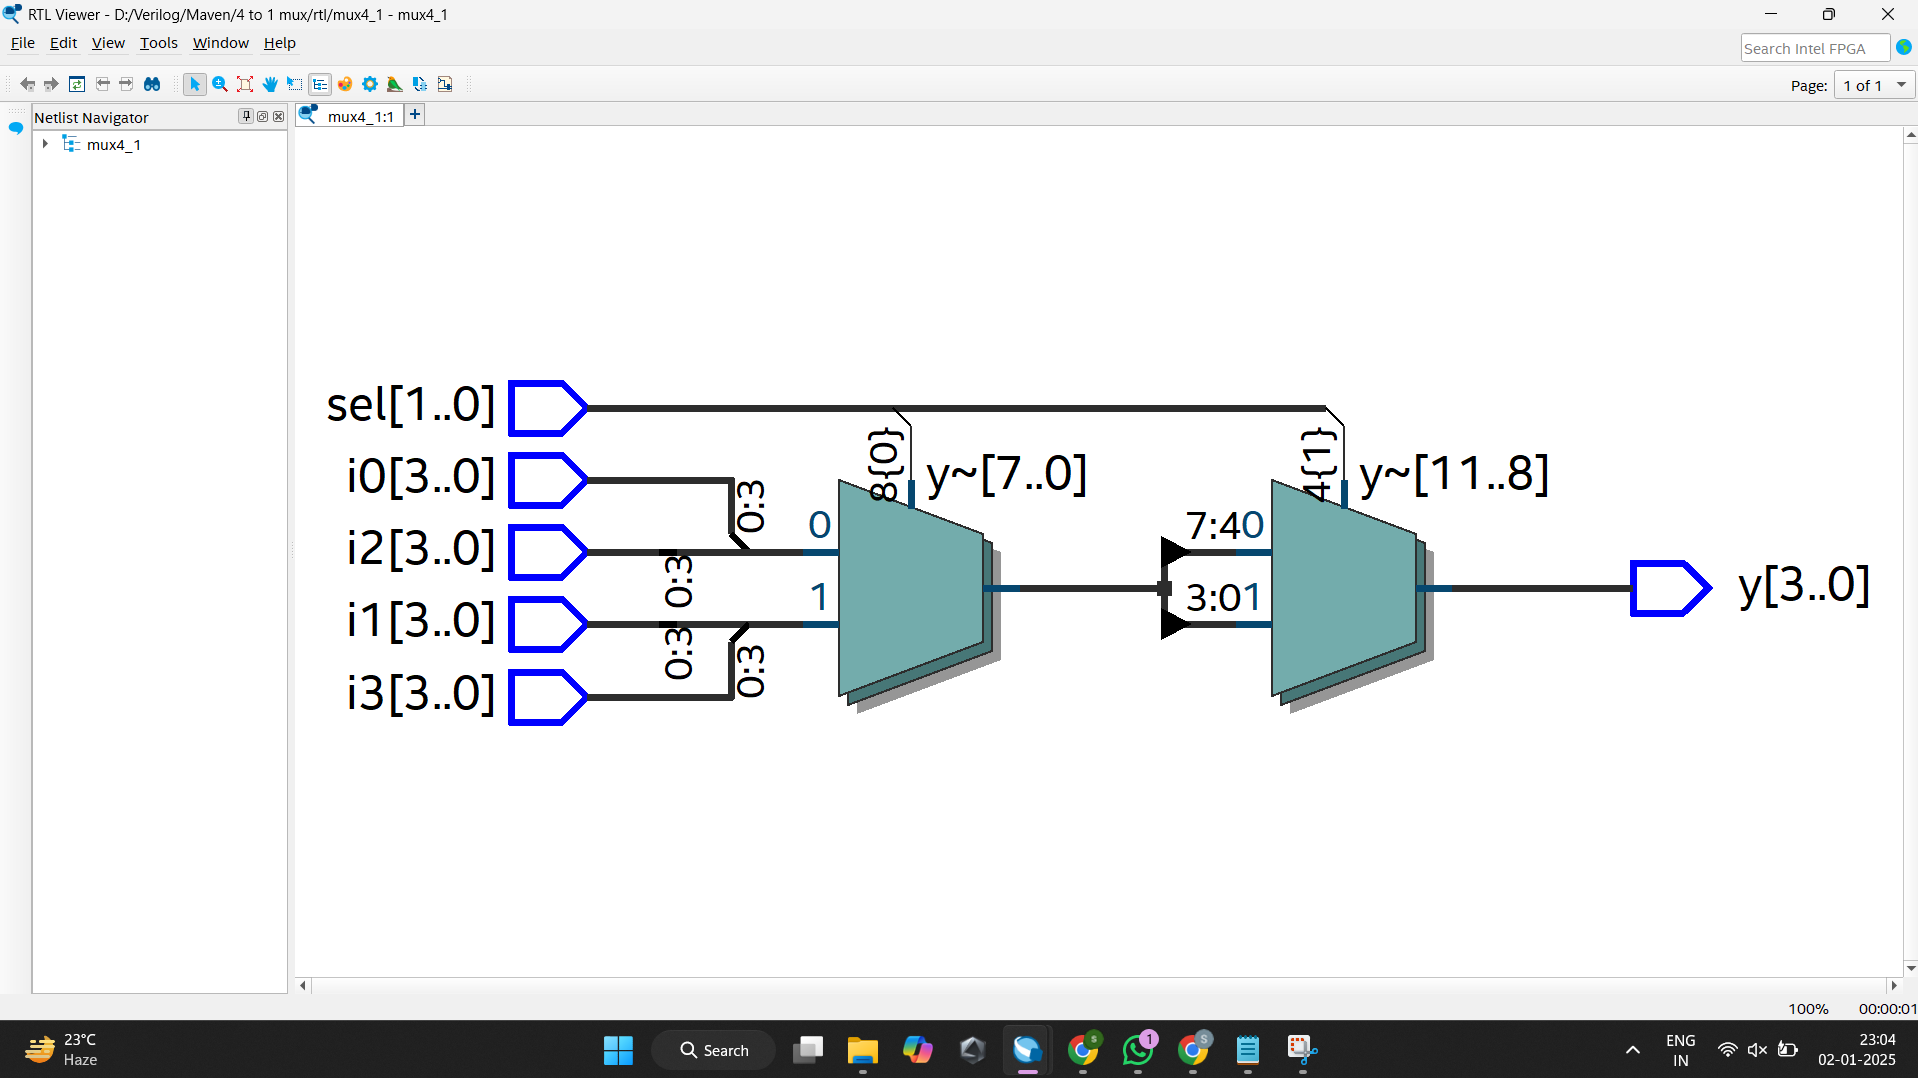 RTL Viewer - D:/Verilog/Maven/4 to 1 mux/rtl/mux4_1 - mux4_1
File Edit View Tools Window Help
Search Intel FPGA
Page: 1 of 1
Netlist Navigator
mux4_1:1
mux4_1
sel[1..0]
8{0}
4{1}
y~[7..0]
y~[11..8]
i0[3..0]
0:3
0
7:4 0
i2[3..0]
0:3
1
3:0 1
y[3..0]
i1[3..0]
0:3
0:3
i3[3..0]
100% 00:00:01
23°C
Haze
Search
S
1
S
ENG
IN
23:04
02-01-2025